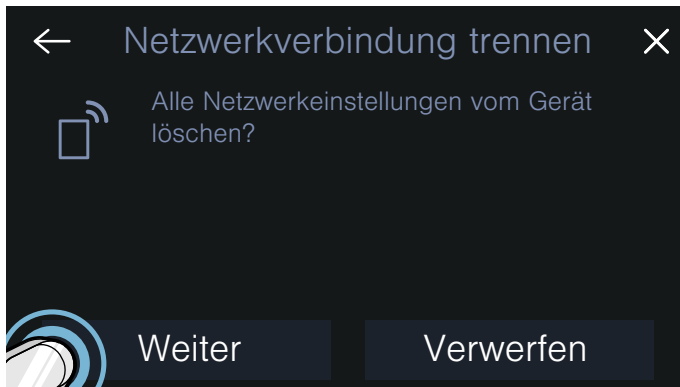 Netzwerkverbindung trennen
Alle Netzwerkeinstellungen vom Gerät
löschen?
Weiter
Verwerfen